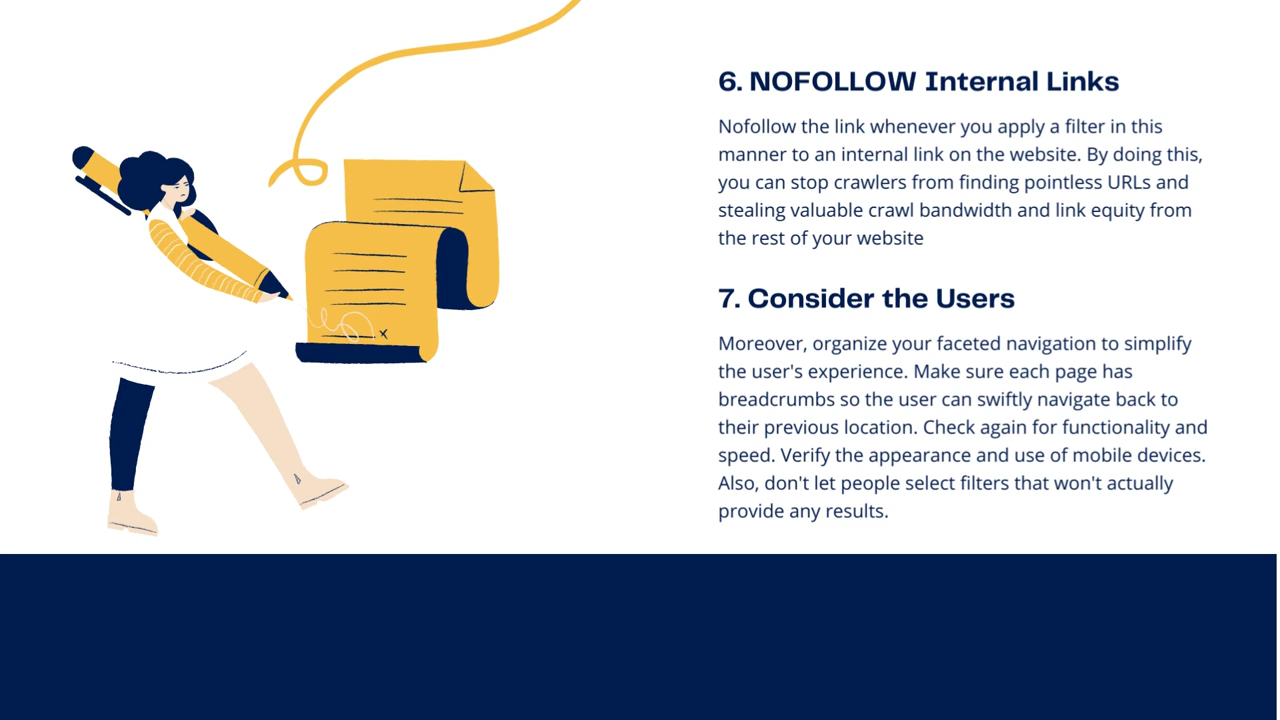 6. NOFOLLOW Internal Links
Nofollow the link whenever you apply a filter in this
manner to an internal link on the website. By doing this,
you can stop crawlers from finding pointless URLs and
stealing valuable crawl bandwidth and link equity from
the rest of your website
7. Consider the Users
Moreover, organize your faceted navigation to simplify
the user's experience. Make sure each page has
breadcrumbs so the user can swiftly navigate back to
their previous location. Check again for functionality and
speed. Verify the appearance and use of mobile devices.
Also, don't let people select filters that won't actually
provide any results.